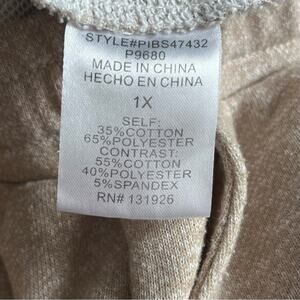 STYLE#PIBS47432
P9680
MADE IN CHINA
HECHO EN CHINA
1X
SELF:
35%COTTON
65%POLYESTER
CONTRAST:
55%COTTON
40%POLYESTER
5%SPANDEX
RN# 131926